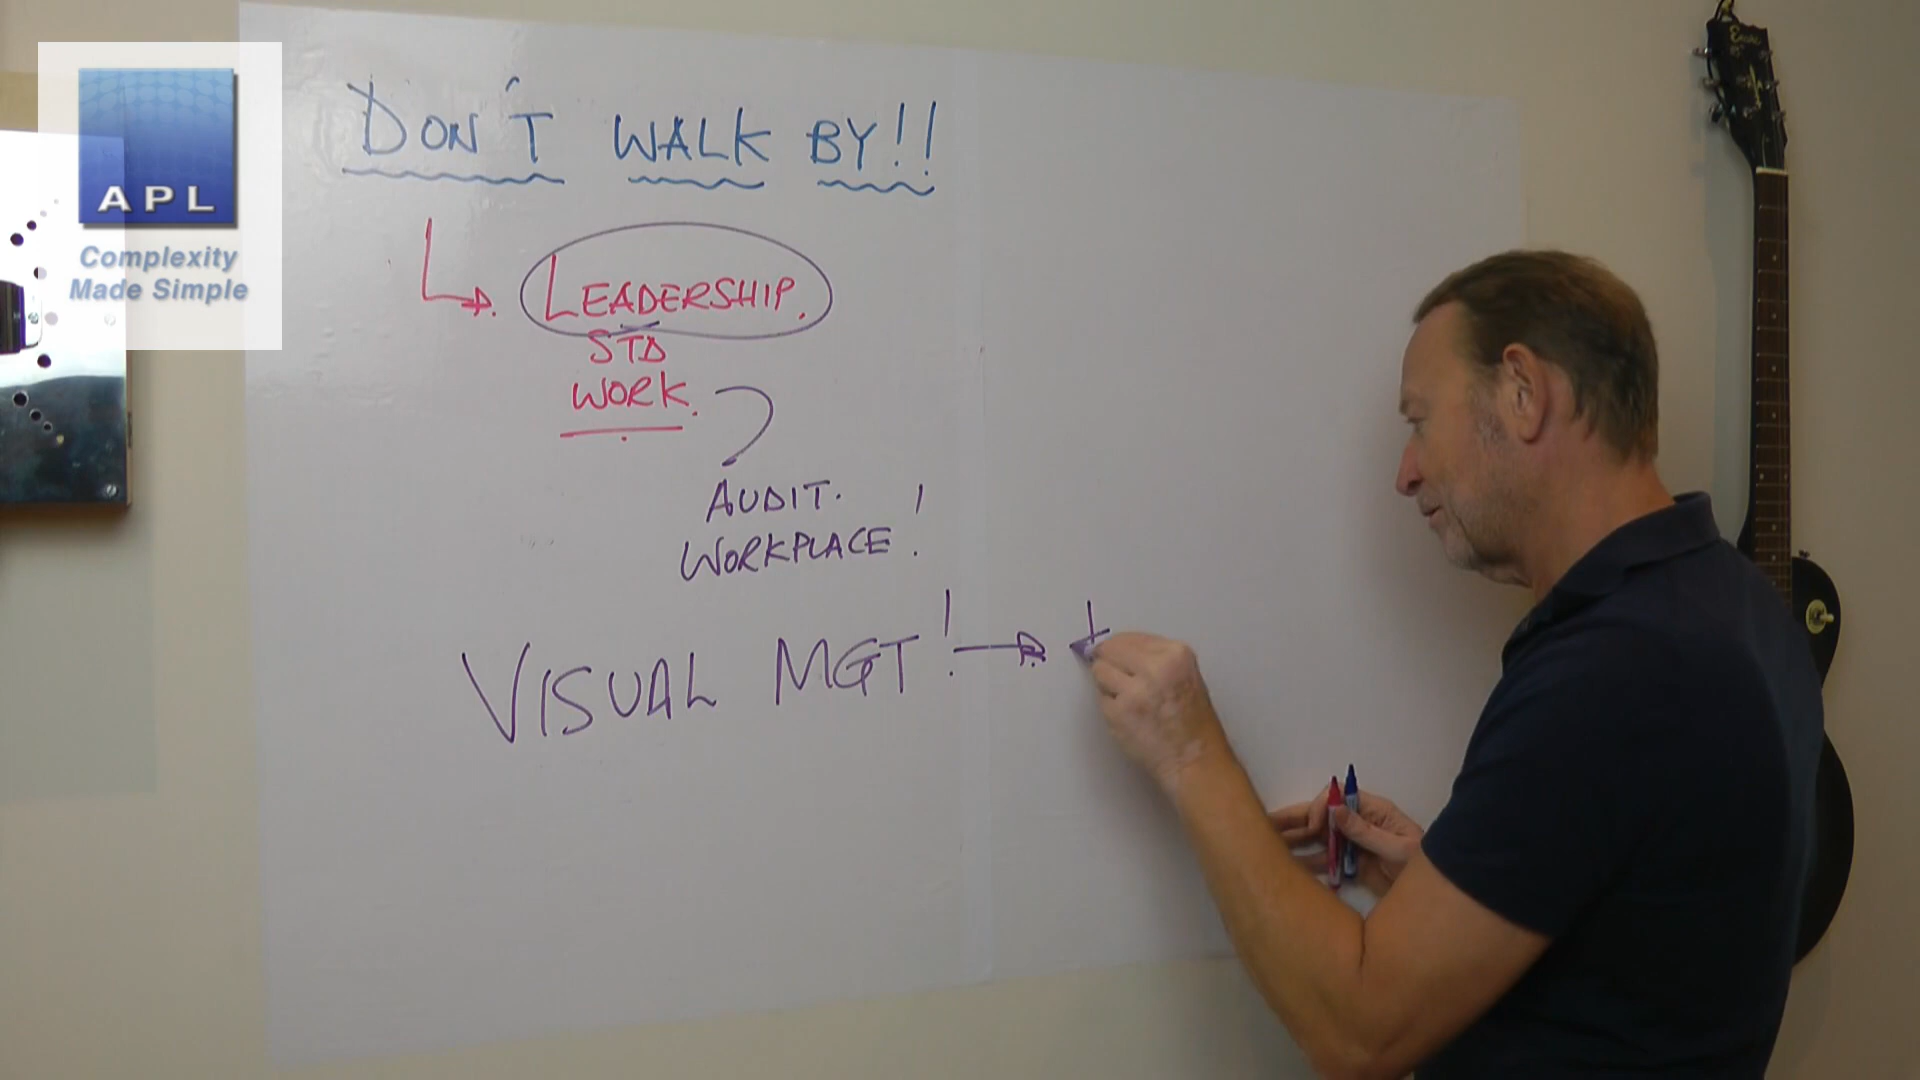 APL
Complexity
Made Simple
DON'T WALK BY!!
LEADERSHIP.
STD
WORK.
AUDIT.
WORKPLACE!
VISUAL MGT!